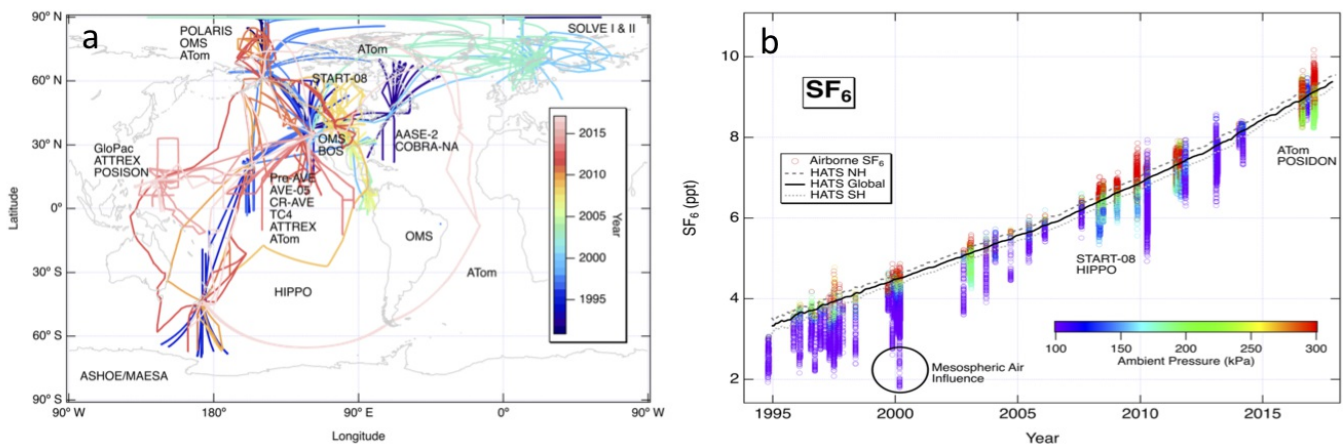 a
90° N
60° N
30° N
0°
30° S
60° S
90° S
Latitude
POLARIS
OMS
ATom
ATom
SOLVE I & II
START-08
AASE-2
COBRA-NA
OMS
BOS
GloPac
ATTREX
POSISON
Pre-AVE
AVE-05
CR-AVE
TC4
ATTREX
ATom
OMS
ATom
HIPPO
ASHOE/MAESA
2015
2010
2005
2000
1995
Year
90° W
180°
90° E
0°
90° W
Longitude
b
10
8
6
4
2
SF6 (ppt)
SF6
Airborne SF6
HATS NH
HATS Global
HATS SH
ATom
POSIDON
START-08
HIPPO
100
150
200
250
300
Ambient Pressure (kPa)
Mesospheric Air
Influence
1995
2000
2005
2010
2015
Year